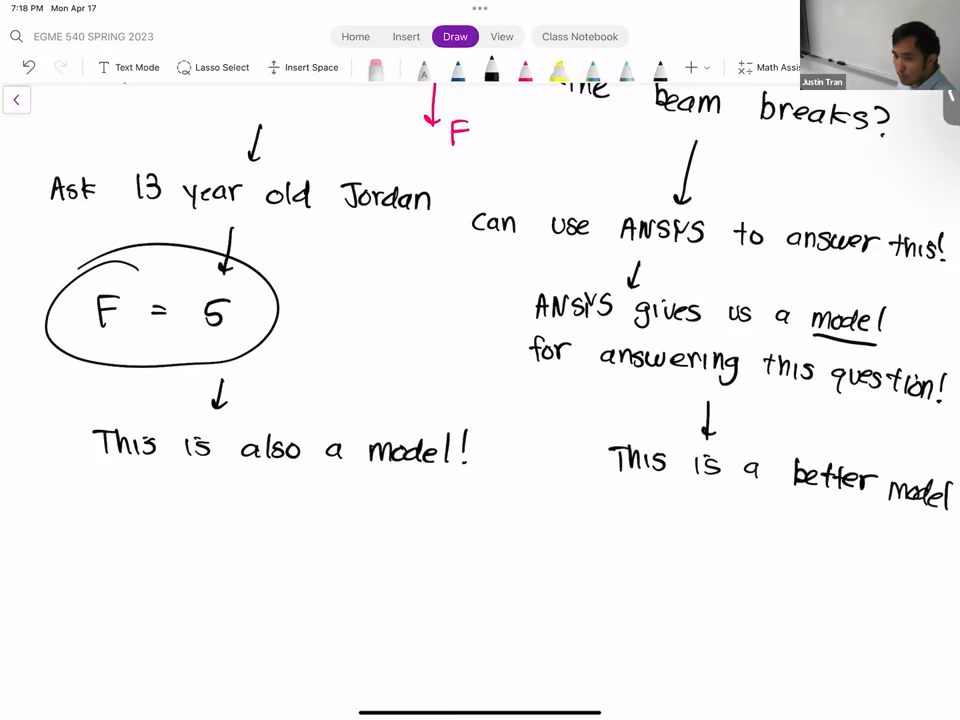 7:18 PM Mon Apr 17
EGME 540 SPRING 2023
Home Insert Draw View Class Notebook
Text Mode Lasso Select Insert Space Math Assis
Justin Tran
the beam breaks?
F
Ask 13 year old Jordan
can use ANSYS to answer this!
F = 5
ANSYS gives us a model
for answering this question!
This is also a model!
This is a better model